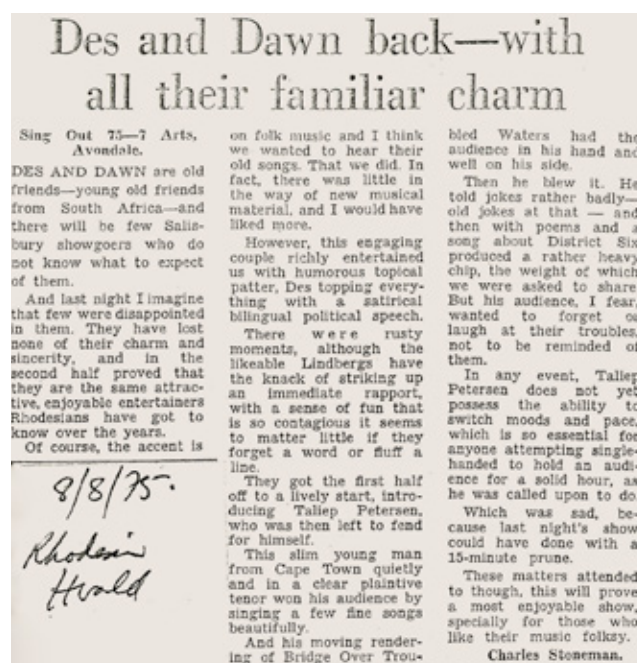 Des and Dawn back—with
all their familiar charm
Sing Out 75—7 Arts,
Avondale.
DES AND DAWN are old
friends—young old friends
from South Africa—and
there will be few Salis-
bury showgoers who do
not know what to expect
of them.
And last night I imagine
that few were disappointed
in them. They have lost
none of their charm and
sincerity, and in the
second half proved that
they are the same attrac-
tive, enjoyable entertainers
Rhodesians have got to
know over the years.
Of course, the accent is
8/8/75.
Rhodesia
Herald
on folk music and I think
we wanted to hear their
old songs. That we did. In
fact, there was little in
the way of new musical
material, and I would have
liked more.
However, this engaging
couple richly entertained
us with humorous topical
patter, Des topping every-
thing with a satirical
bilingual political speech.
There were rusty
moments, although the
likeable Lindbergs have
the knack of striking up
an immediate rapport,
with a sense of fun that
is so contagious it seems
to matter little if they
forget a word or fluff a
line.
They got the first half
off to a lively start, intro-
ducing Taliep Petersen,
who was then left to fend
for himself.
This slim young man
from Cape Town quietly
and in a clear plaintive
tenor won his audience by
singing a few fine songs
beautifully.
And his moving render-
ing of Bridge Over Trou-
bled Waters had the
audience in his hand and
well on his side.
Then he blew it. He
told jokes rather badly—
old jokes at that — and
then with poems and a
song about District Six
produced a rather heavy
chip, the weight of which
we were asked to share.
But his audience, I fear,
wanted to forget or
laugh at their troubles,
not to be reminded of
them.
In any event, Taliep
Petersen does not yet
possess the ability to
switch moods and pace,
which is so essential for
anyone attempting single-
handed to hold an audi-
ence for a solid hour, as
he was called upon to do.
Which was sad, be-
cause last night's show
could have done with a
15-minute prune.
These matters attended
to though, this will prove
a most enjoyable show,
specially for those who
like their music folksy.
Charles Stoneman.